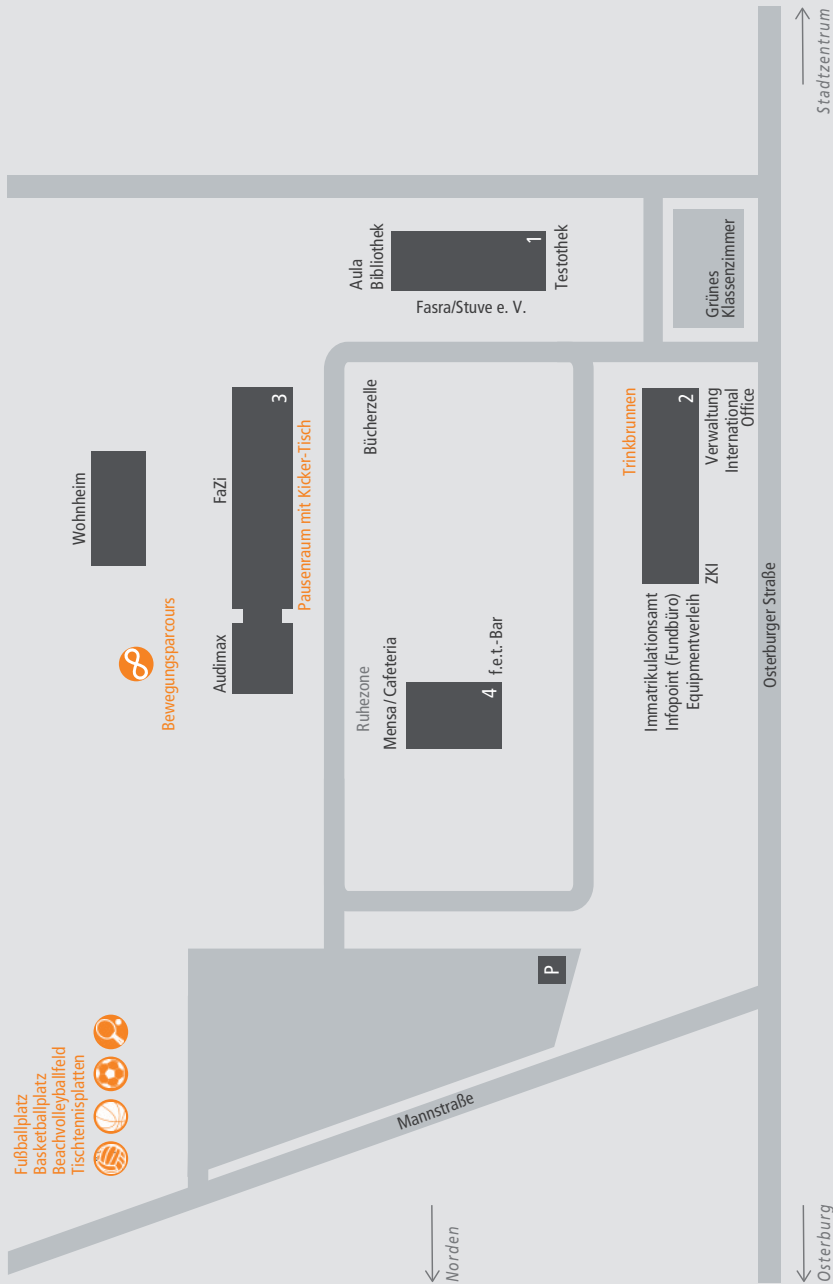 Fußballplatz
Basketballplatz
Beachvolleyballfeld
Tischtennisplatten
Bewegungsparcours
Wohnheim
Audimax
FaZi
3
Pausenraum mit Kicker-Tisch
Ruhezone
Mensa / Cafeteria
4
f.e.t.-Bar
Bücherzelle
Aula
Bibliothek
1
Fasra/Stuve e. V.
Testothek
P
Mannstraße
Norden
Trinkbrunnen
2
Immatrikulationsamt
Infopoint (Fundbüro)
Equipmentverleih
ZKI
Verwaltung
International
Office
Grünes
Klassenzimmer
Osterburger Straße
Osterburg
Stadtzentrum